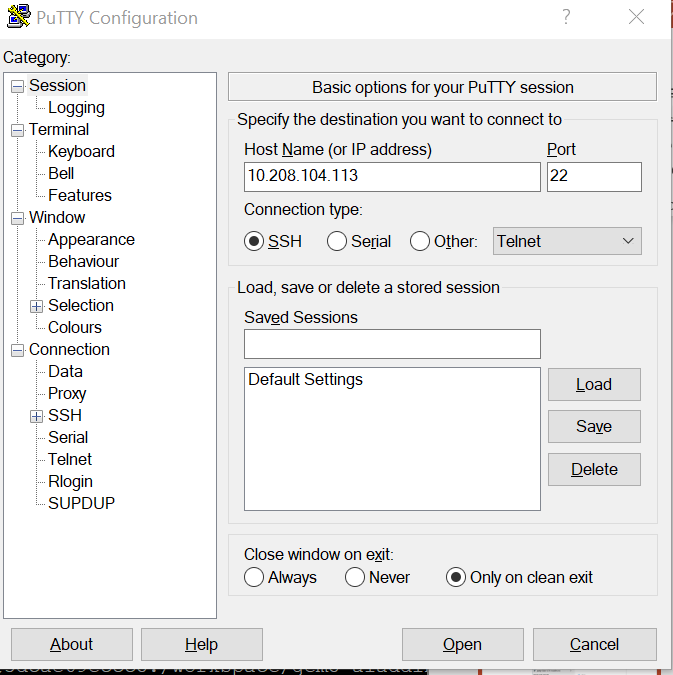 PuTTY Configuration
Category:
Session
Logging
Terminal
Keyboard
Bell
Features
Window
Appearance
Behaviour
Translation
Selection
Colours
Connection
Data
Proxy
SSH
Serial
Telnet
Rlogin
SUPDUP
Basic options for your PuTTY session
Specify the destination you want to connect to
Host Name (or IP address) Port
10.208.104.113 22
Connection type:
SSH Serial Other: Telnet
Load, save or delete a stored session
Saved Sessions
Default Settings
Load
Save
Delete
Close window on exit:
Always Never Only on clean exit
About Help Open Cancel